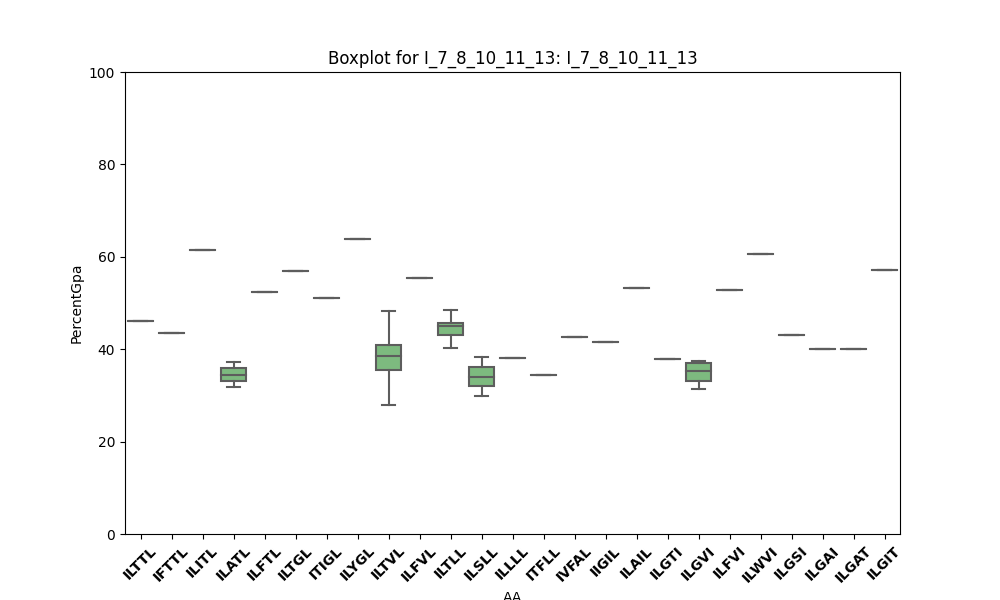 Boxplot for I_7_8_10_11_13: I_7_8_10_11_13
100
80
60
40
20
0
PercentGpa
ILTTL
IFTTL
ILITL
ILATL
ILFTL
ILTGL
ITIGL
ILYGL
ILTVL
ILFVL
ILTLL
ILSLL
ILLLL
ITFLL
IVFAL
IIGIL
ILAIL
ILGTI
ILGVI
ILFVI
ILWVI
ILGSI
ILGAI
ILGAT
ILGIT
AA